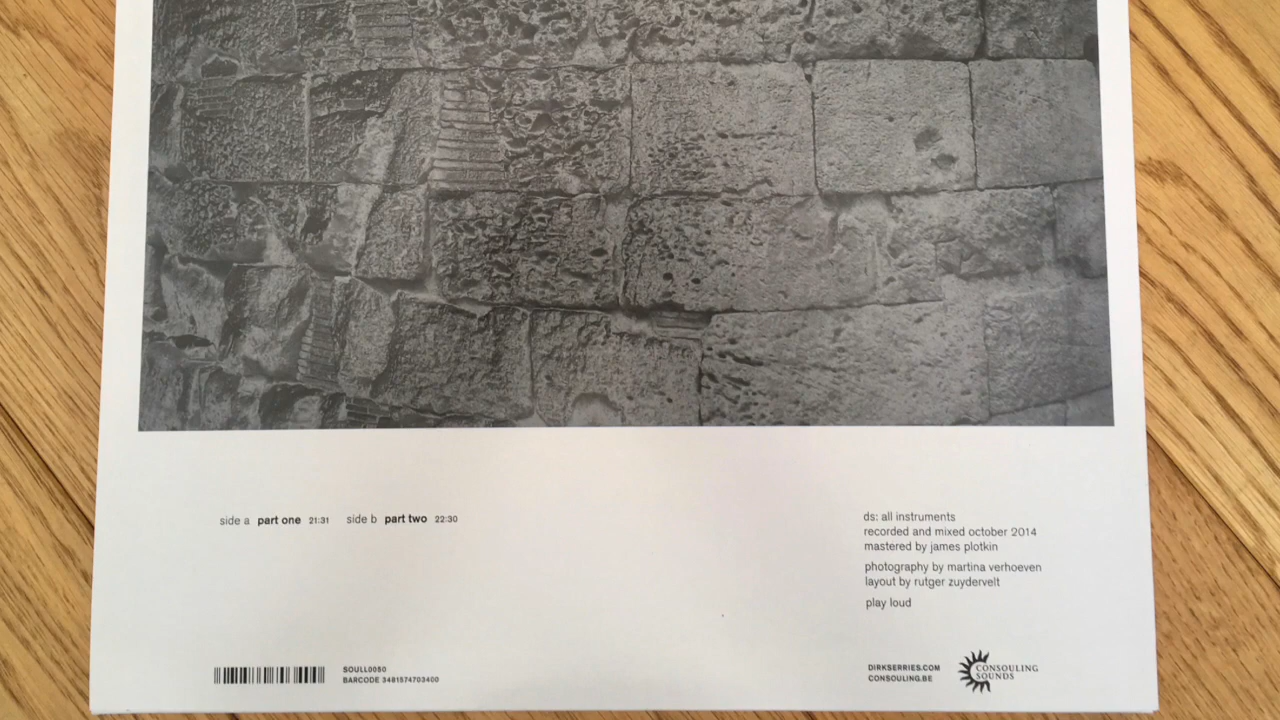 side a part one 21:31 side b part two 22:30
ds: all instruments
recorded and mixed october 2014
mastered by james plotkin
photography by martina verhoeven
layout by rutger zuydervelt
play loud
SOULL0050
BARCODE 3481574703400
DIRKSERRIES.COM
CONSOULING.BE
CONSOULING
SOUNDS